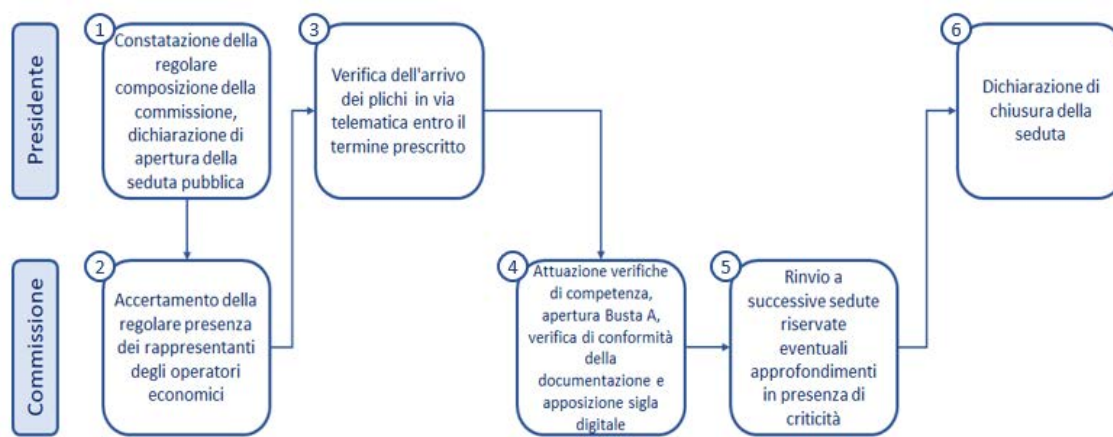 Presidente
1
Constatazione della
regolare
composizione della
commissione,
dichiarazione di
apertura della
seduta pubblica
3
Verifica dell'arrivo
dei plichi in via
telematica entro il
termine prescritto
6
Dichiarazione di
chiusura della
seduta
Commissione
2
Accertamento della
regolare presenza
dei rappresentanti
degli operatori
economici
4
Attuazione verifiche
di competenza,
apertura Busta A,
verifica di conformità
della
documentazione e
apposizione sigla
digitale
5
Rinvio a
successive sedute
riservate
eventuali
approfondimenti
in presenza di
criticità